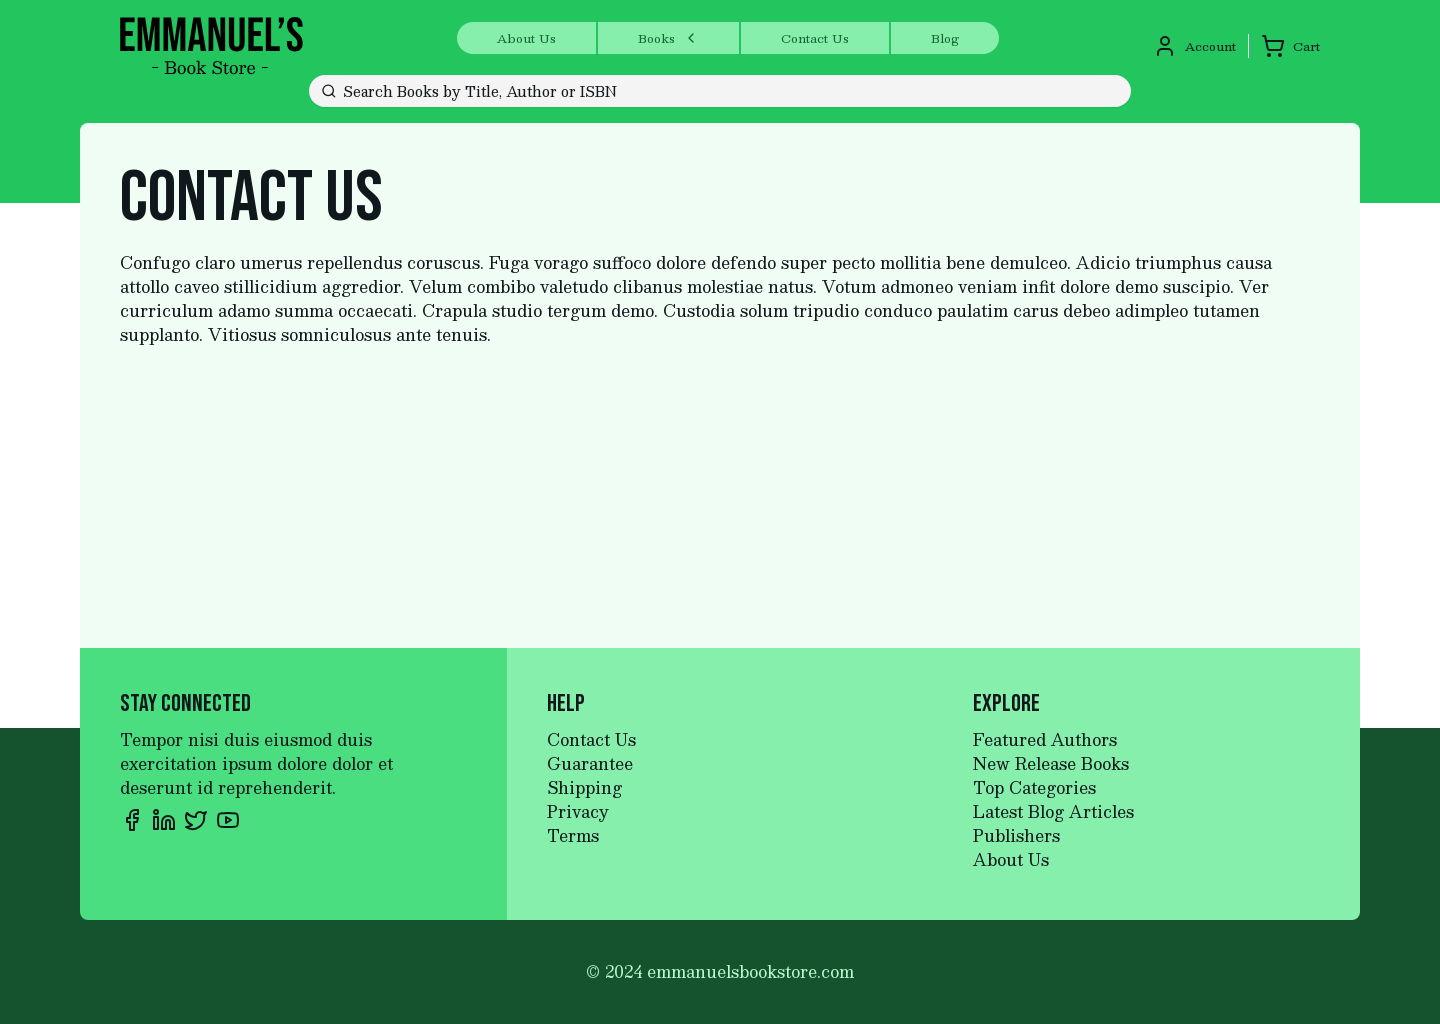 EMMANUEL'S
- Book Store -
About Us
Books
Contact Us
Blog
Account
Cart
Search Books by Title, Author or ISBN
CONTACT US
Confugo claro umerus repellendus coruscus. Fuga vorago suffoco dolore defendo super pecto mollitia bene demulceo. Adicio triumphus causa
attollo caveo stillicidium aggredior. Velum combibo valetudo clibanus molestiae natus. Votum admoneo veniam infit dolore demo suscipio. Ver
curriculum adamo summa occaecati. Crapula studio tergum demo. Custodia solum tripudio conduco paulatim carus debeo adimpleo tutamen
supplanto. Vitiosus somniculosus ante tenuis.
STAY CONNECTED
Tempor nisi duis eiusmod duis
exercitation ipsum dolore dolor et
deserunt id reprehenderit.
HELP
Contact Us
Guarantee
Shipping
Privacy
Terms
EXPLORE
Featured Authors
New Release Books
Top Categories
Latest Blog Articles
Publishers
About Us
© 2024 emmanuelsbookstore.com